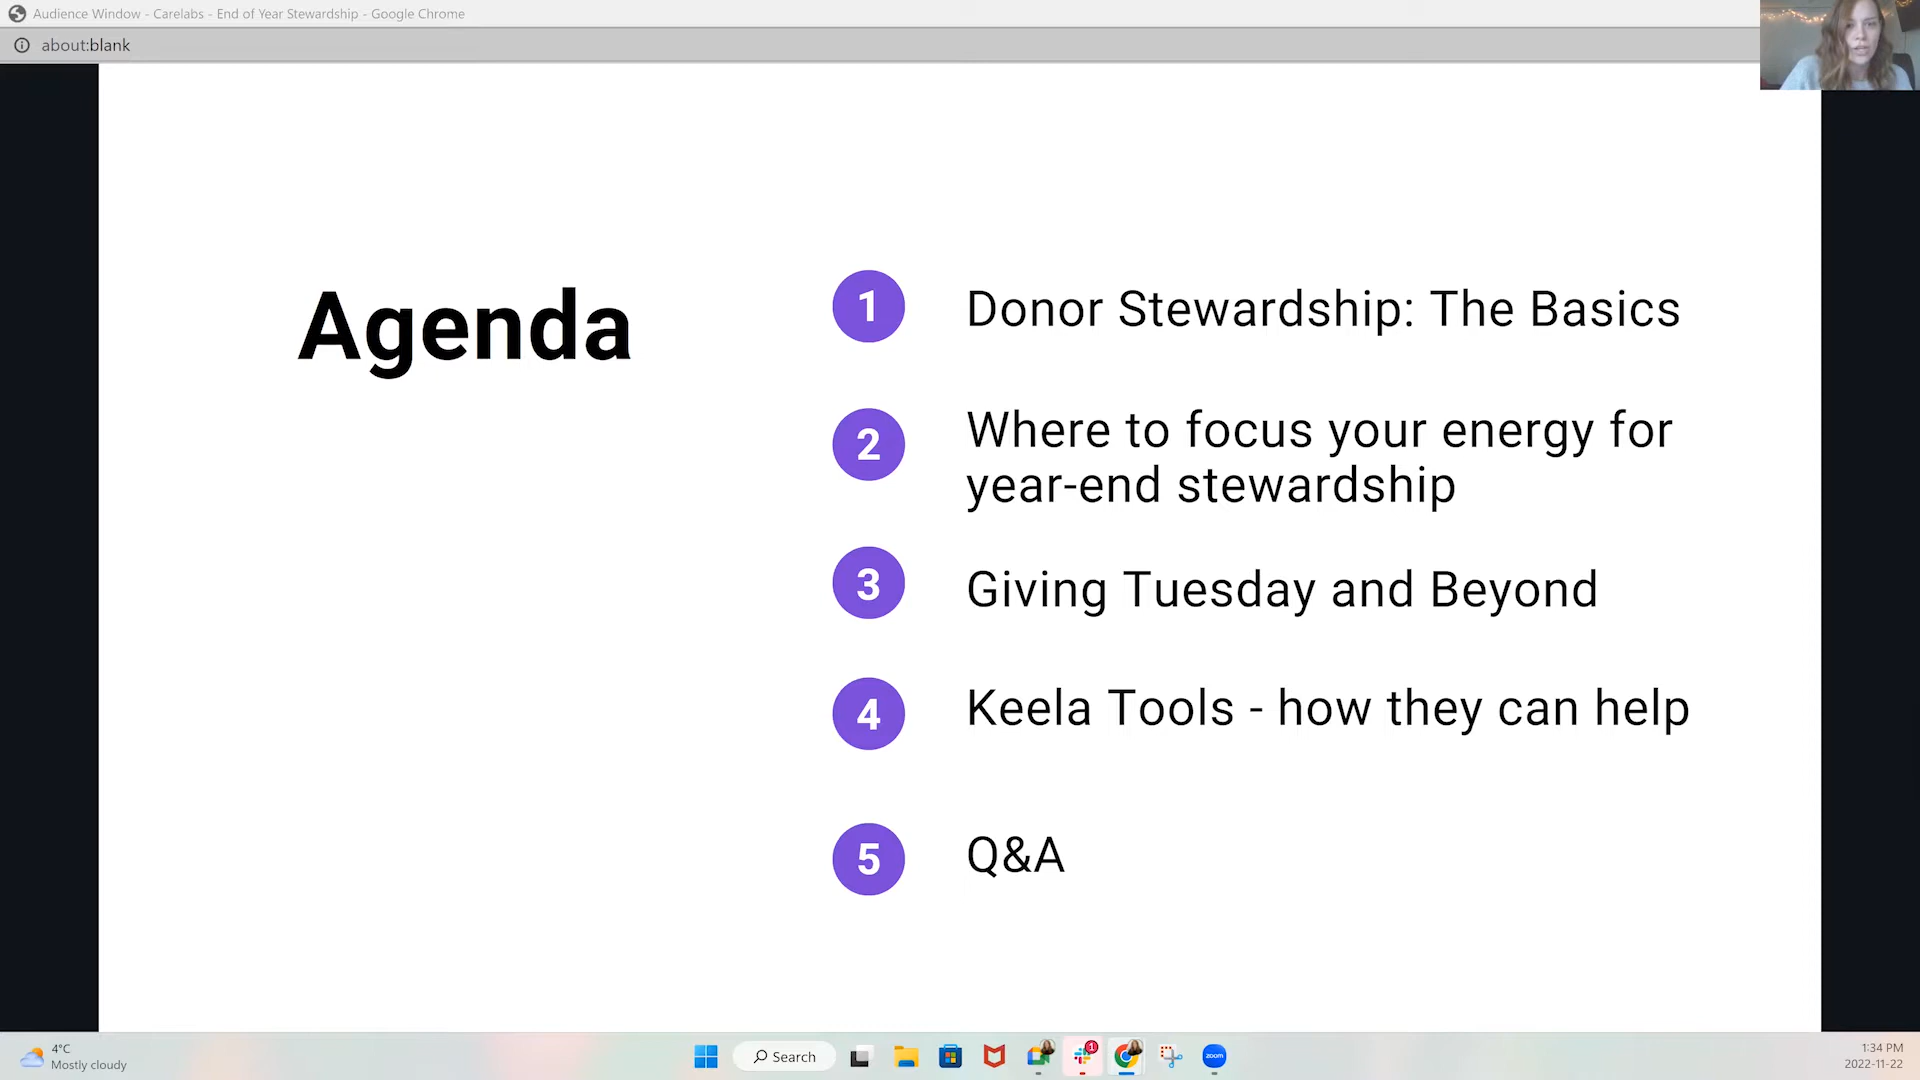 Audience Window - Carelabs - End of Year Stewardship - Google Chrome
about:blank
Agenda
1 Donor Stewardship: The Basics
2 Where to focus your energy for
year-end stewardship
3 Giving Tuesday and Beyond
4 Keela Tools - how they can help
5 Q&A
4°C
Mostly cloudy
Search
1
zoom
1:34 PM
2022-11-22